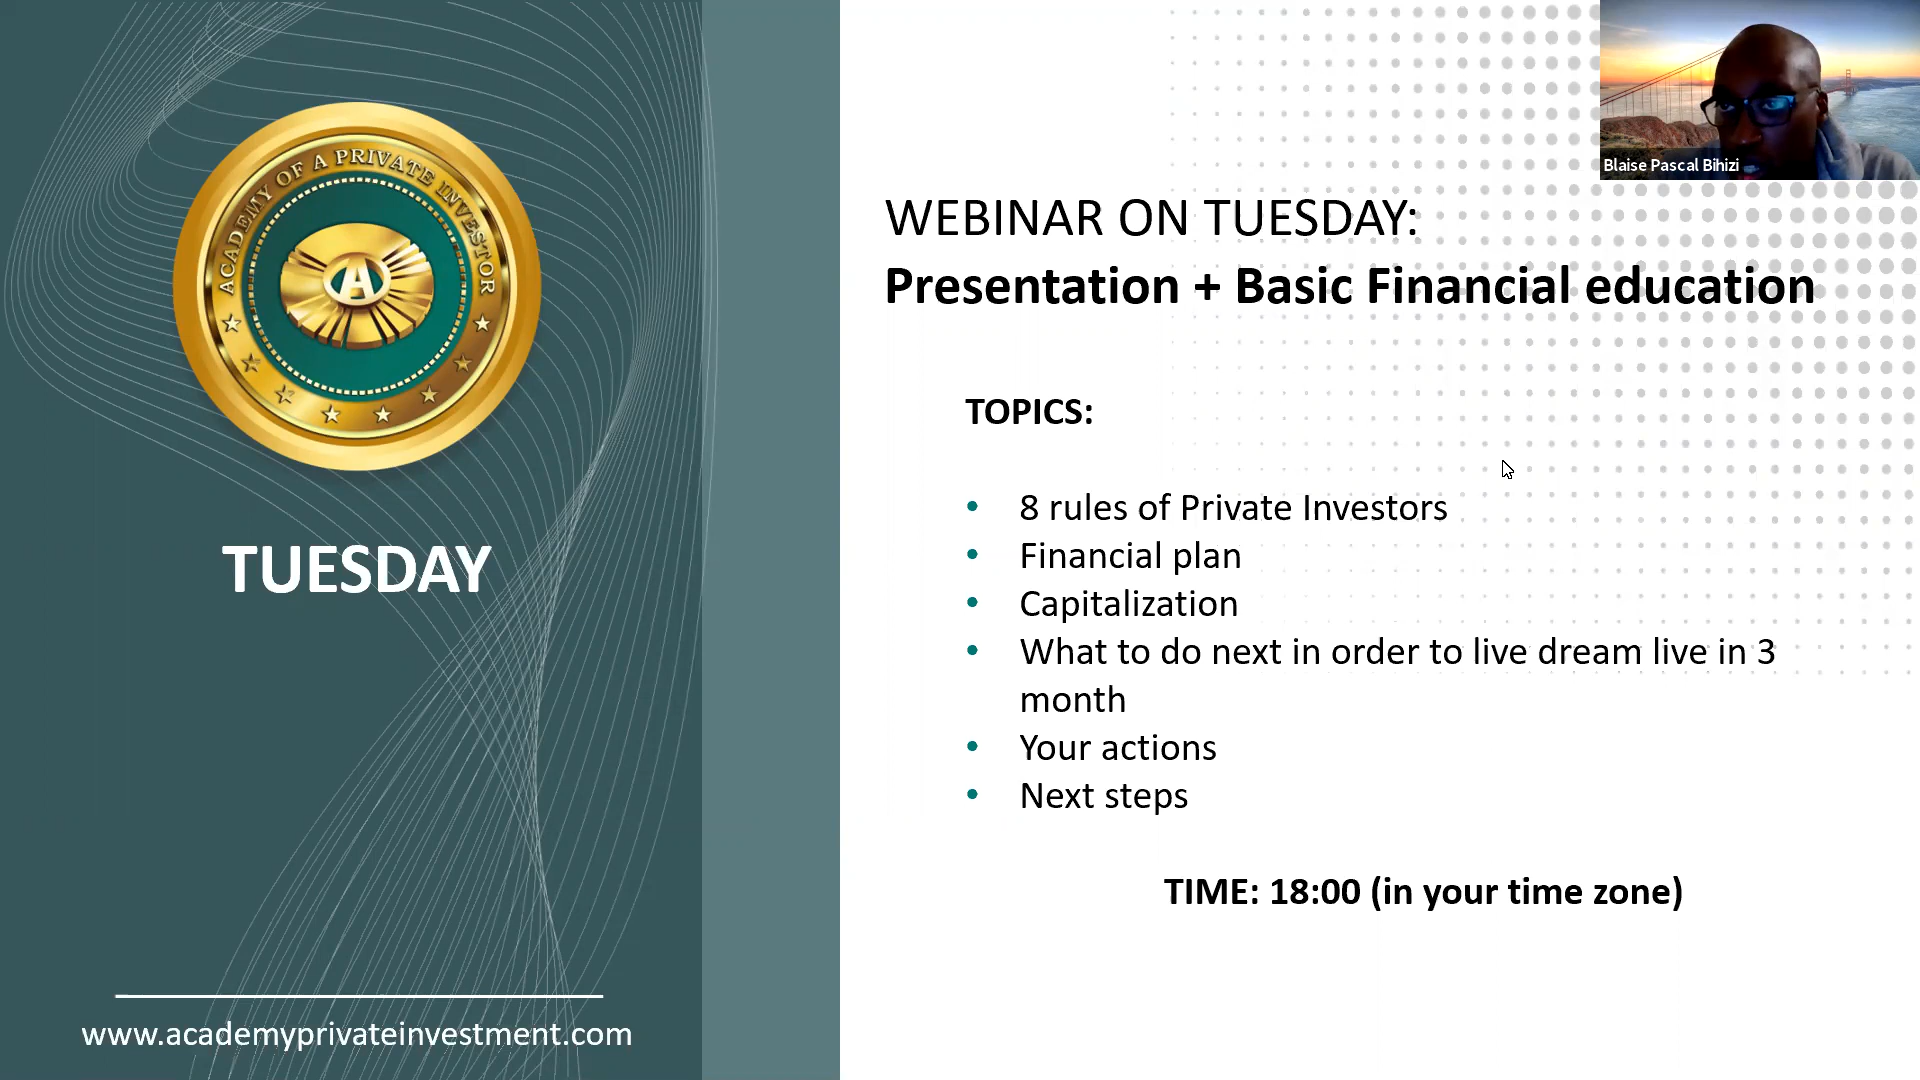 ACADEMY OF A PRIVATE INVESTOR
A
TUESDAY
www.academyprivateinvestment.com
Blaise Pascal Bihizi
WEBINAR ON TUESDAY:
Presentation + Basic Financial education
TOPICS:
• 8 rules of Private Investors
• Financial plan
• Capitalization
• What to do next in order to live dream live in 3
month
• Your actions
• Next steps
TIME: 18:00 (in your time zone)